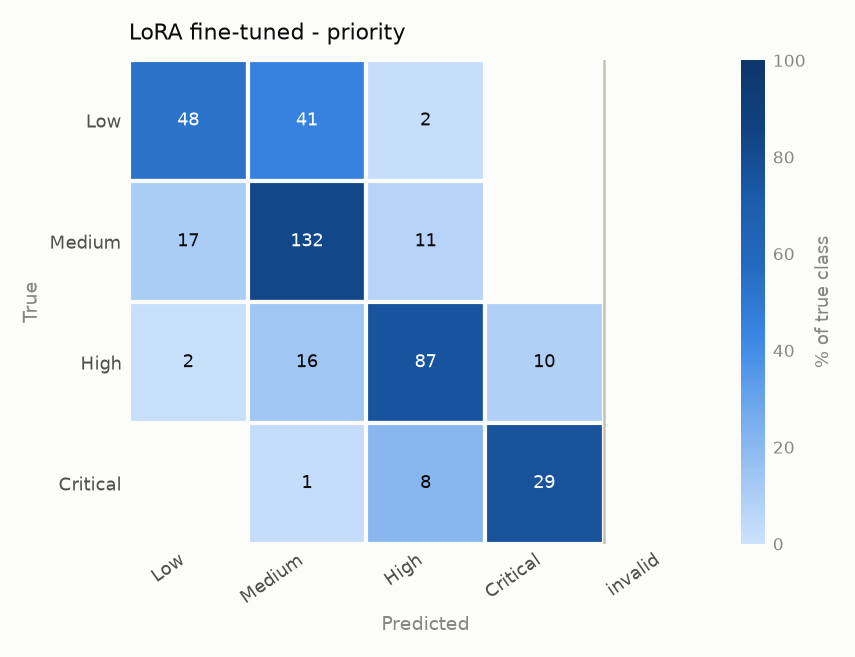 LoRA fine-tuned - priority
Low
48
41
2
Medium
17
132
11
High
2
16
87
10
Critical
1
8
29
Low
Medium
High
Critical
invalid
Predicted
True
100
80
60
40
20
0
% of true class